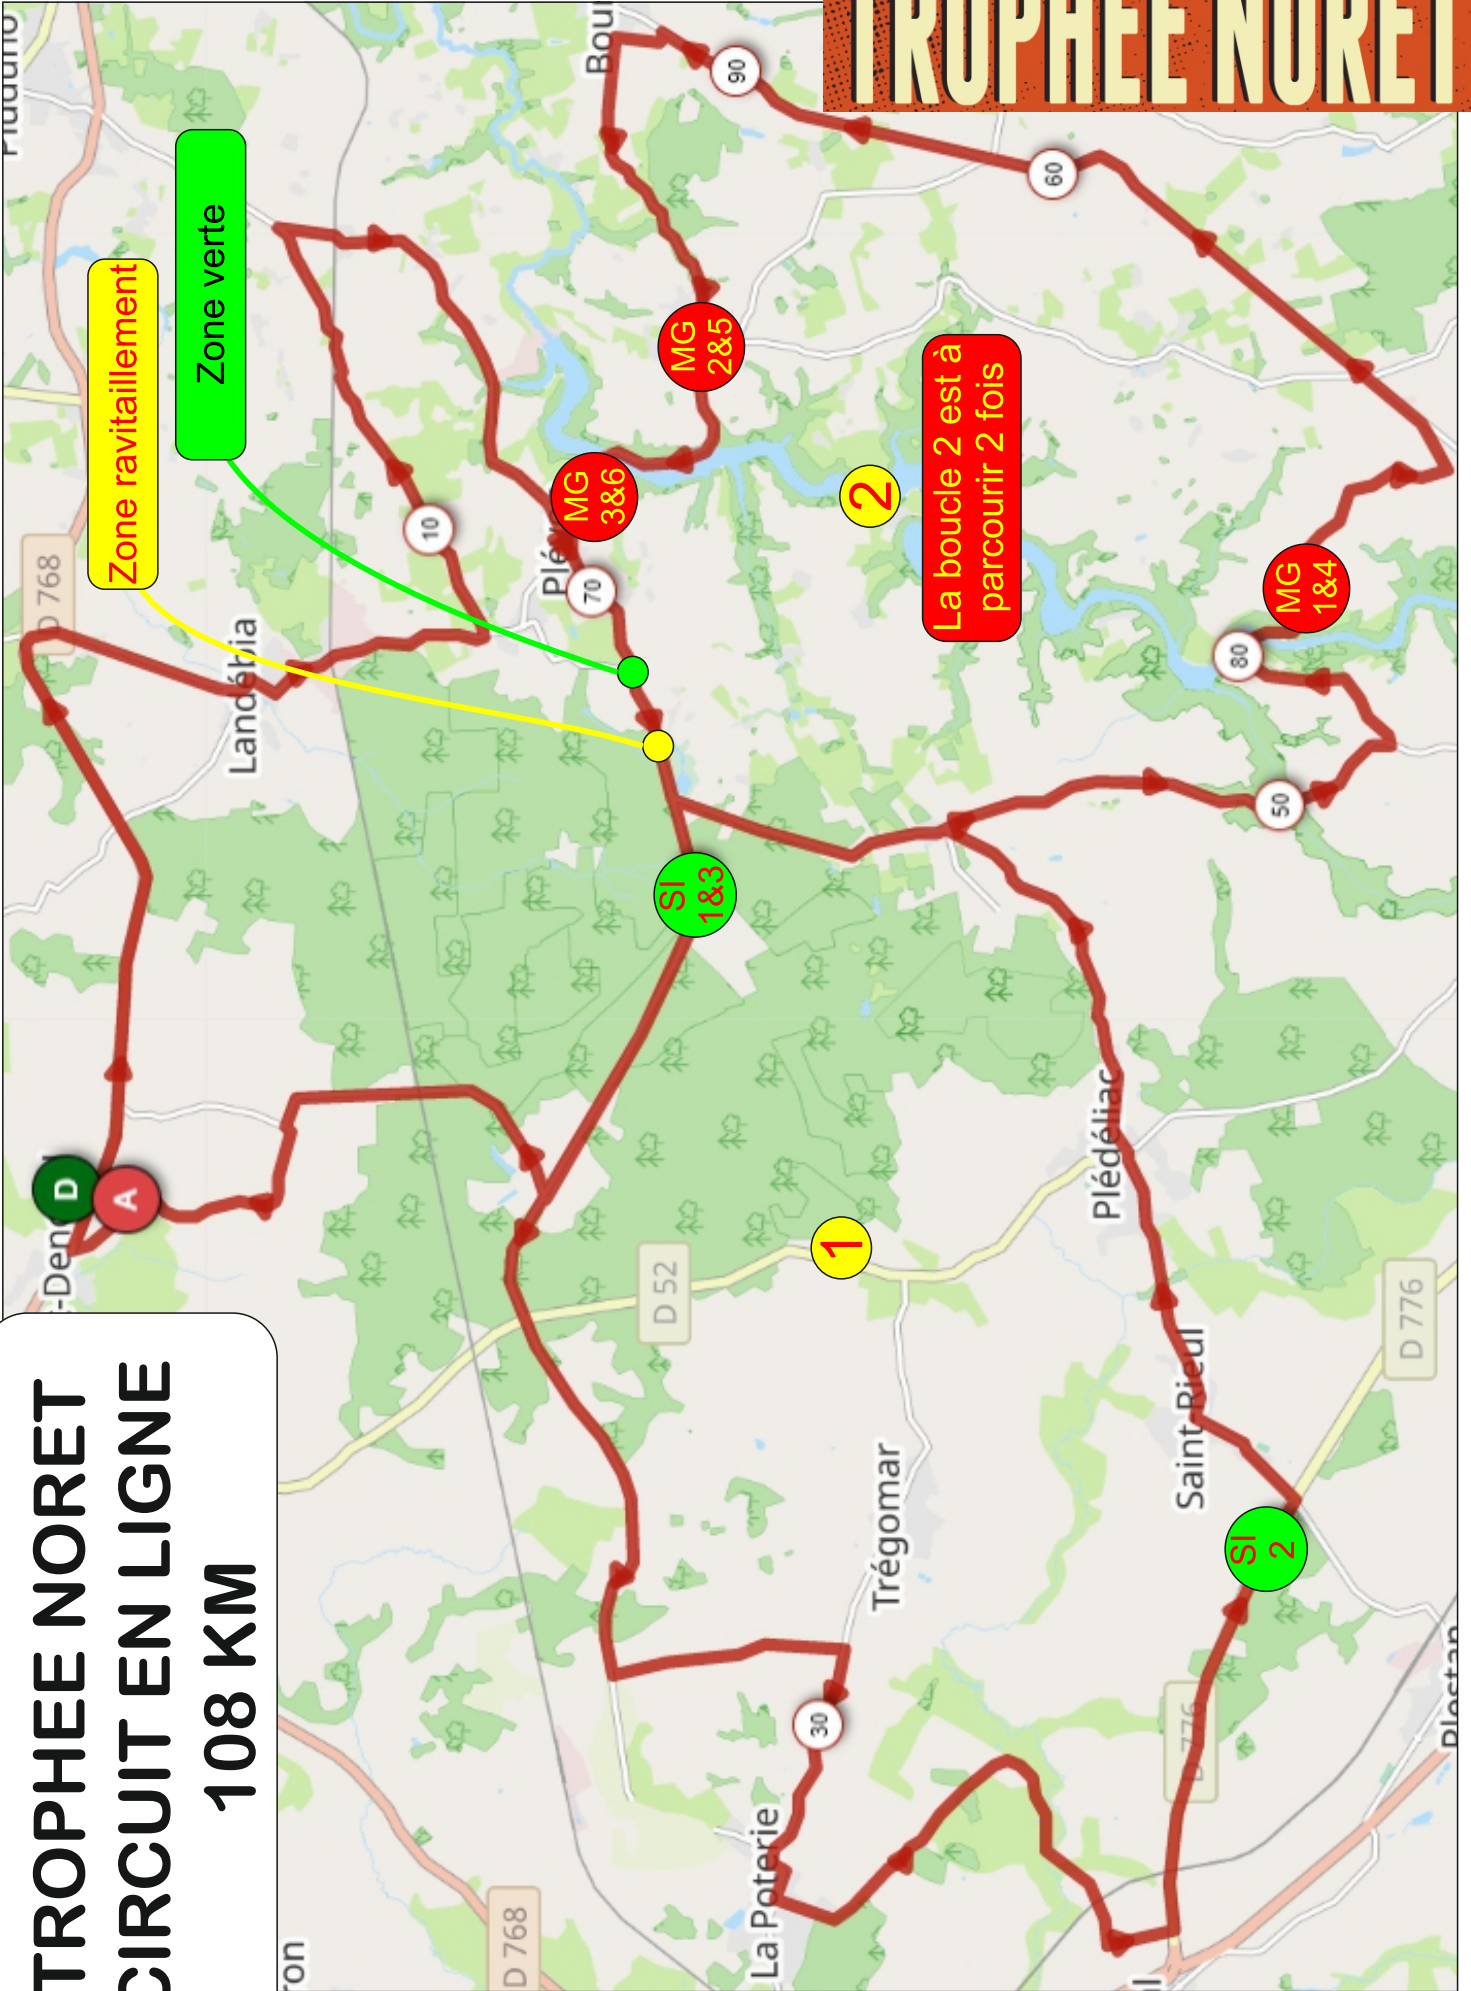 TROPHEE NORET
CIRCUIT EN LIGNE
108 KM
TROPHEE NORET
Zone ravitaillement
Zone verte
D 768
Landébia
D
A
10
70
MG
3&6
MG
2&5
90
60
2
La boucle 2 est à
parcourir 2 fois
MG
1&4
80
50
SI
1&3
D 52
1
Plédéliac
Saint-Rieul
D 776
SI
2
D 776
Trégomar
30
La Poterie
D 768